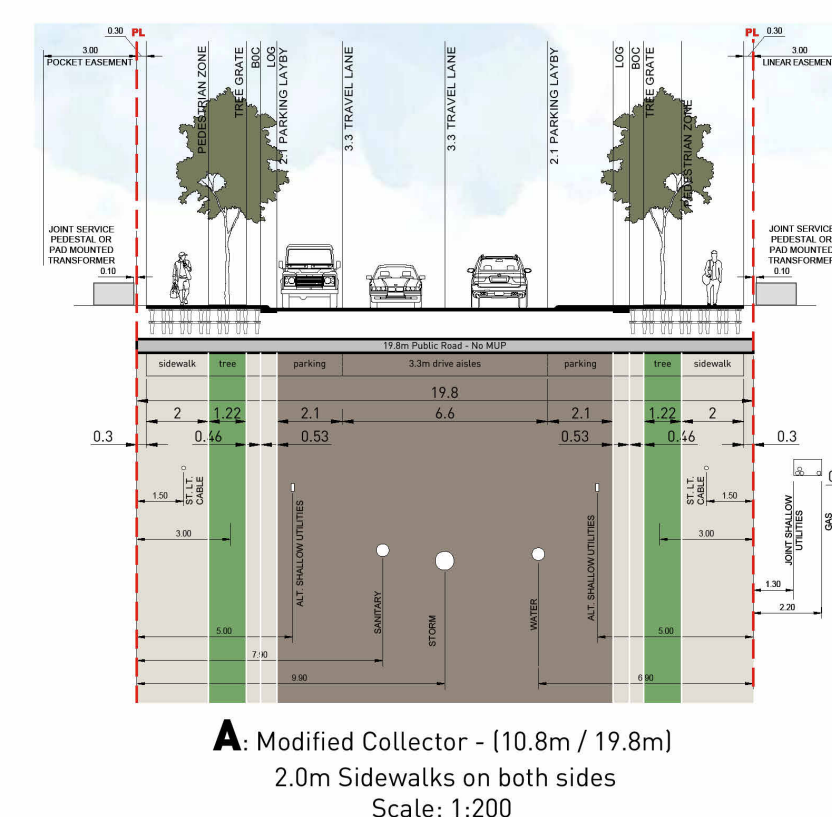 0.30 PL
3.00
POCKET EASEMENT
PEDESTRIAN ZONE
TREE GRATE
BOC
LOG
2.1 PARKING LAYBY
3.3 TRAVEL LANE
3.3 TRAVEL LANE
2.1 PARKING LAYBY
LOG
BOC
TREE GRATE
PEDESTRIAN ZONE
PL 0.30
3.00
LINEAR EASEMEN
JOINT SERVICE
PEDESTAL OR
PAD MOUNTED
TRANSFORMER
0.10
JOINT SERVICE
PEDESTAL OR
PAD MOUNTED
TRANSFORMER
0.10
19.8m Public Road - No MUP
sidewalk tree parking 3.3m drive aisles parking tree sidewalk
19.8
2 1.22 2.1 6.6 2.1 1.22 2
0.3 0.46 0.53 0.53 0.46 0.3
ST. LT.
CABLE
1.50
3.00
ALT. SHALLOW UTILITIES
SANITARY
STORM
WATER
ALT. SHALLOW UTILITIES
ST. LT.
CABLE
1.50
3.00
JOINT SHALLOW
UTILITIES
GAS
1.30
2.20
5.00 5.00
7.90
9.90 6.90
A: Modified Collector - (10.8m / 19.8m)
2.0m Sidewalks on both sides
Scale: 1:200